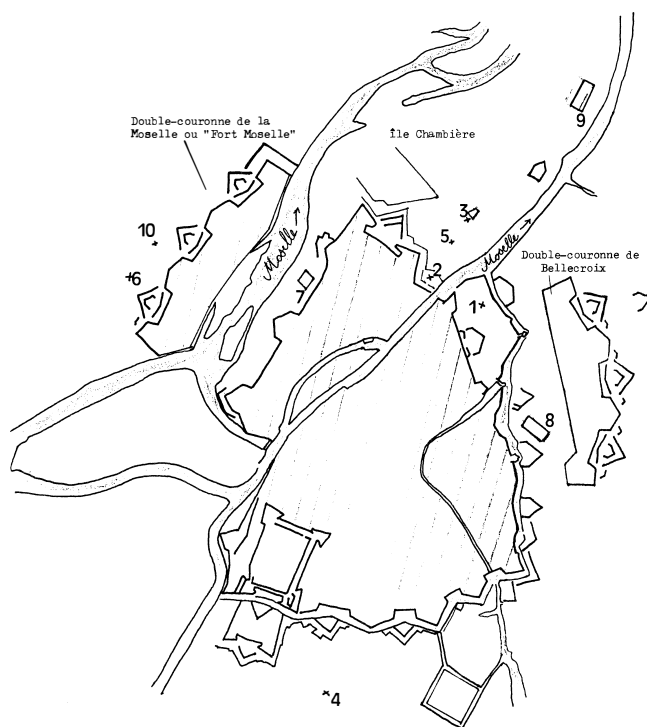 Double-couronne de la
Moselle ou "Fort Moselle"
Île Chambière
9
3
10
5
Moselle →
Moselle →
Double-couronne de
Bellecroix
6
2
1
8
4